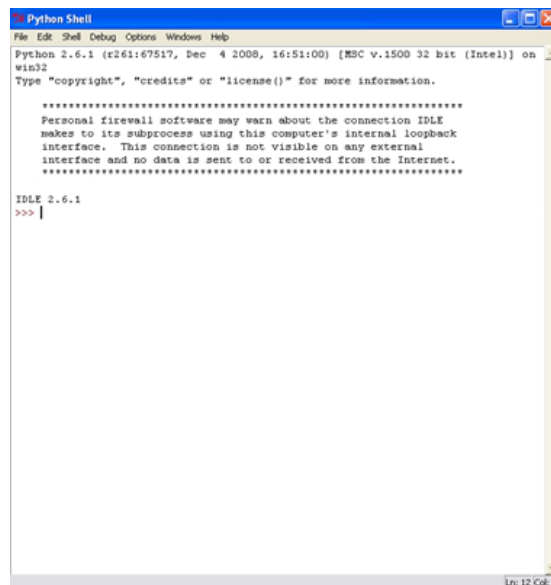 Python Shell
File Edit Shell Debug Options Windows Help
Python 2.6.1 (r261:67517, Dec  4 2008, 16:51:00) [MSC v.1500 32 bit (Intel)] on
win32
Type "copyright", "credits" or "license()" for more information.
****************************************************************
Personal firewall software may warn about the connection IDLE
makes to its subprocess using this computer's internal loopback
interface.  This connection is not visible on any external
interface and no data is sent to or received from the Internet.
****************************************************************
IDLE 2.6.1
>>>
Ln: 12 Col: